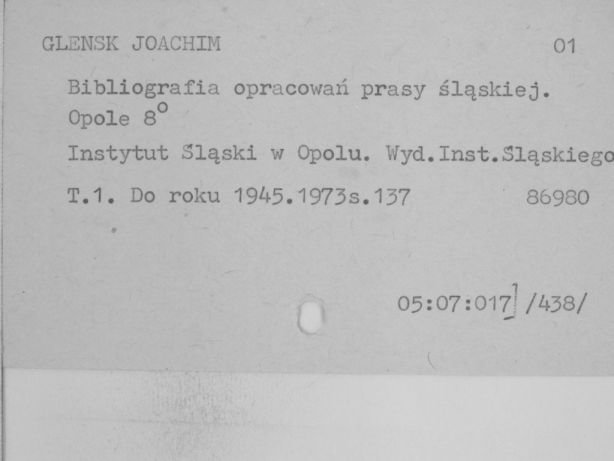 GLENSK JOACHIM 01
Bibliografia opracowań prasy śląskiej.
Opole 8º
Instytut Śląski w Opolu. Wyd.Inst.Śląskiego
T.1. Do roku 1945.1973s.137 86980
05:07:017] /438/